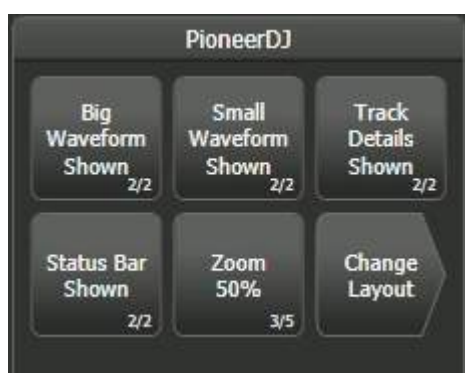 PioneerDJ
Big
Waveform
Shown
2/2
Small
Waveform
Shown
2/2
Track
Details
Shown
2/2
Status Bar
Shown
2/2
Zoom
50%
3/5
Change
Layout